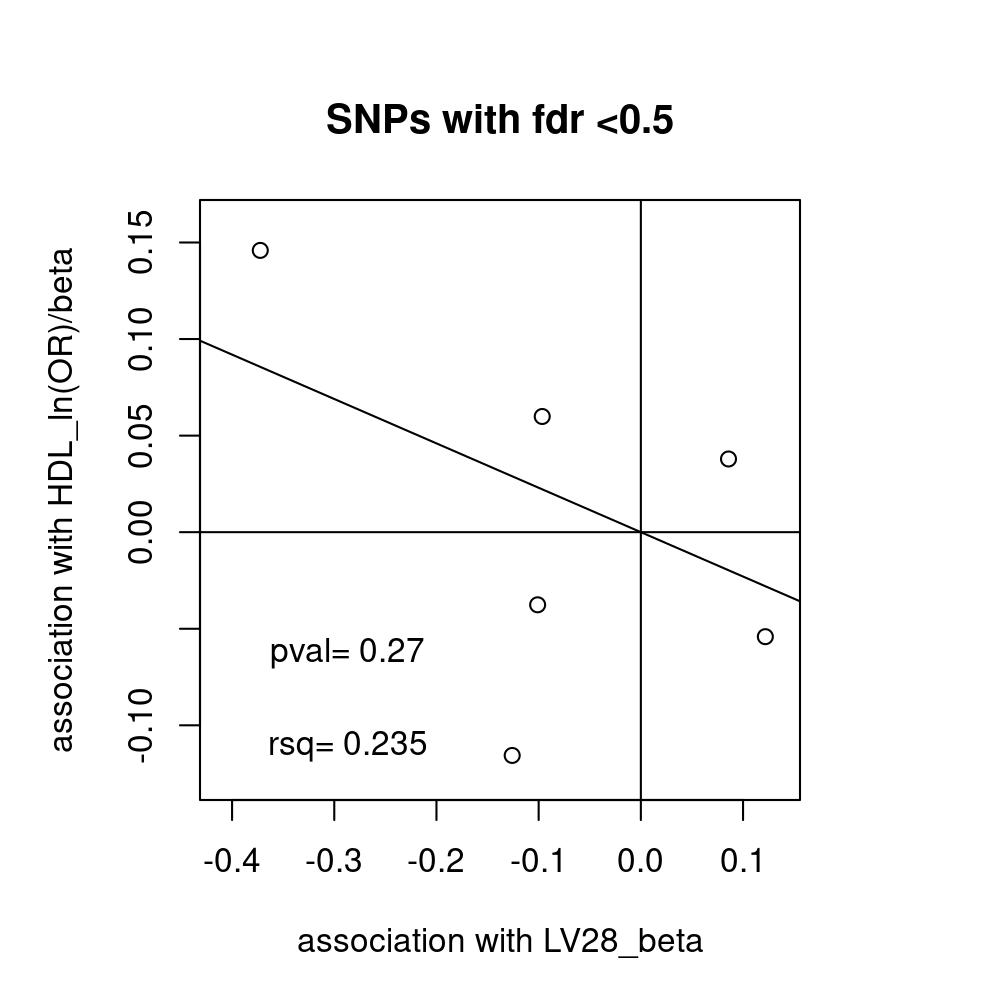 SNPs with fdr <0.5
association with HDL_ln(OR)/beta
0.15
0.10
0.05
0.00
-0.10
pval= 0.27
rsq= 0.235
-0.4 -0.3 -0.2 -0.1 0.0 0.1
association with LV28_beta